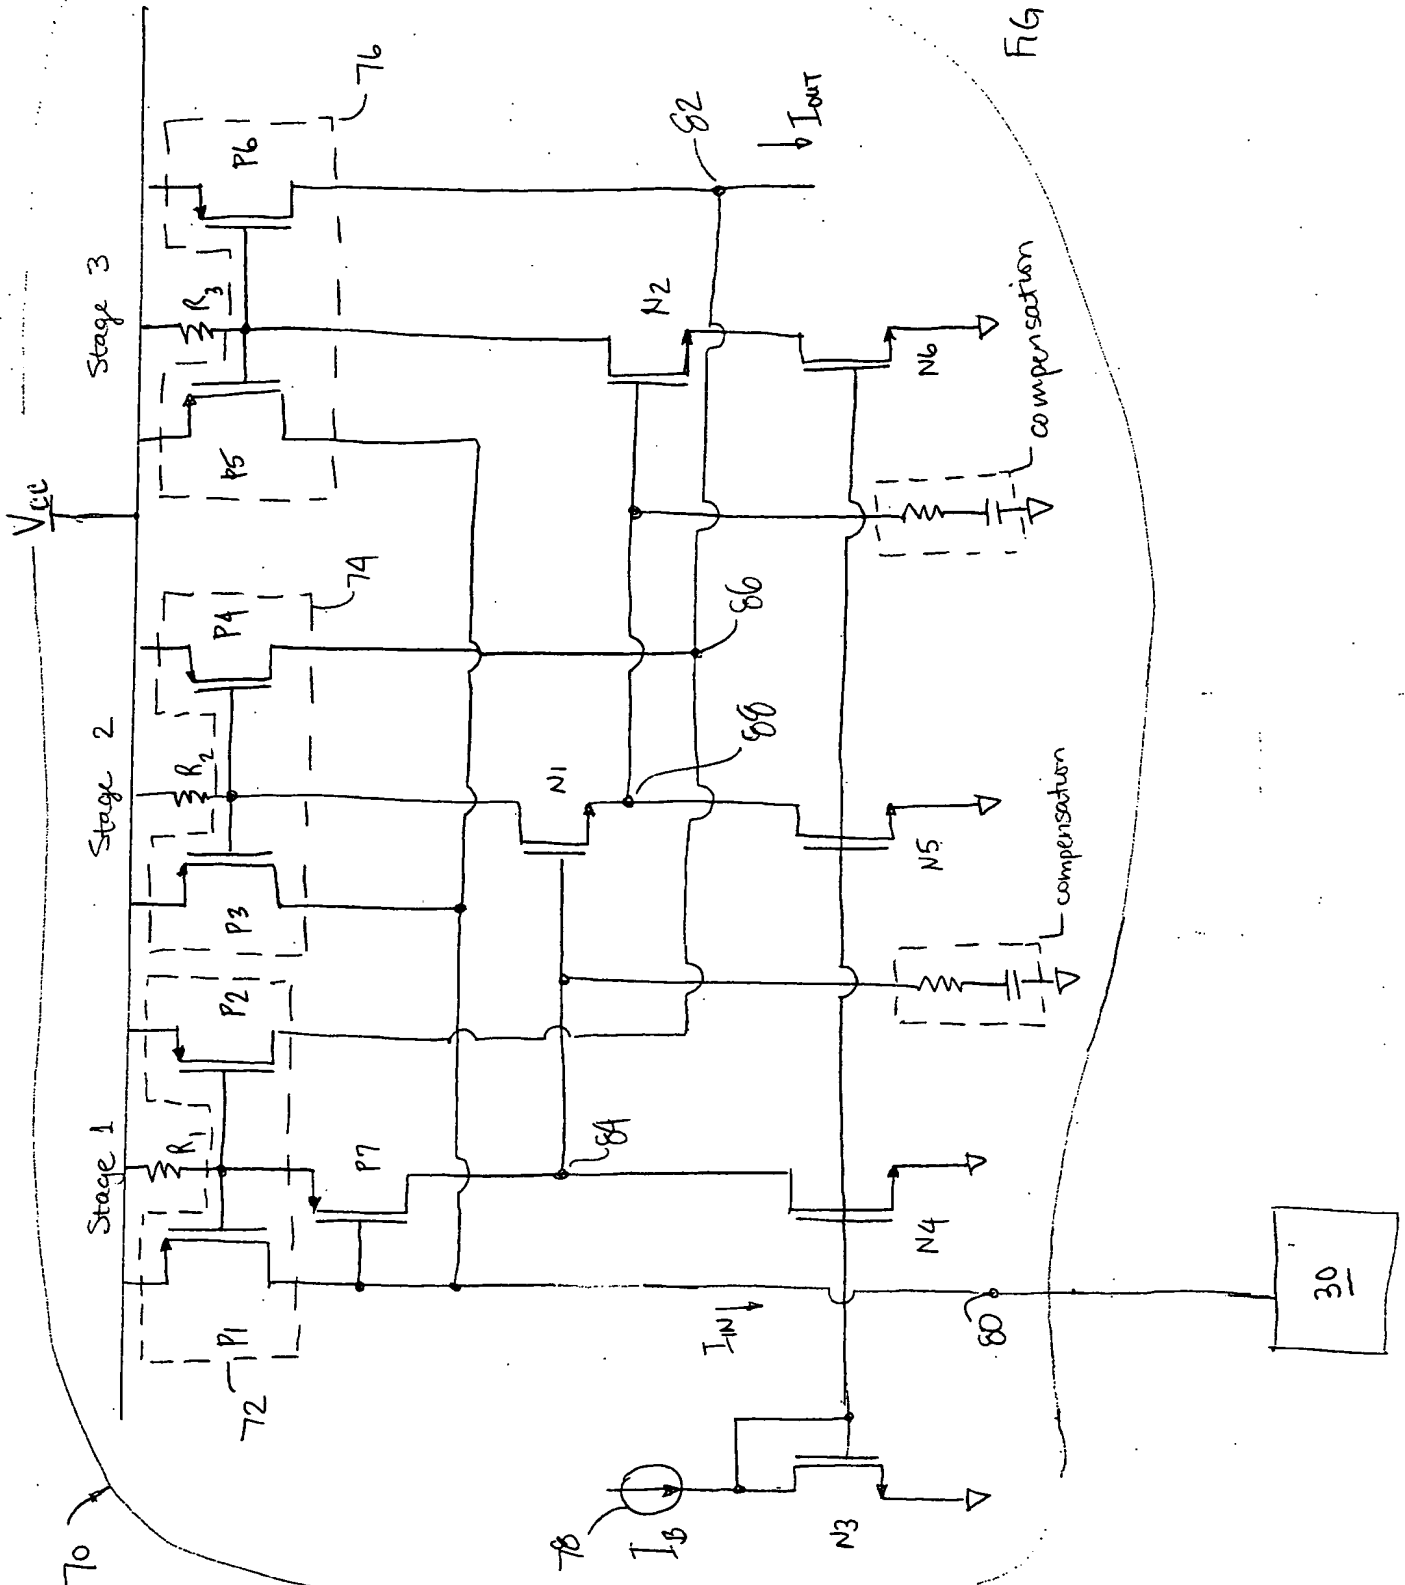 70
Vcc
Stage 1
Stage 2
Stage 3
R1
R2
R3
P1
P2
P3
P4
P5
P6
P7
72
74
76
N1
N2
84
88
86
82
IOUT
IIN
78
IB
N3
N4
N5
N6
80
compensation
compensation
30
FIG